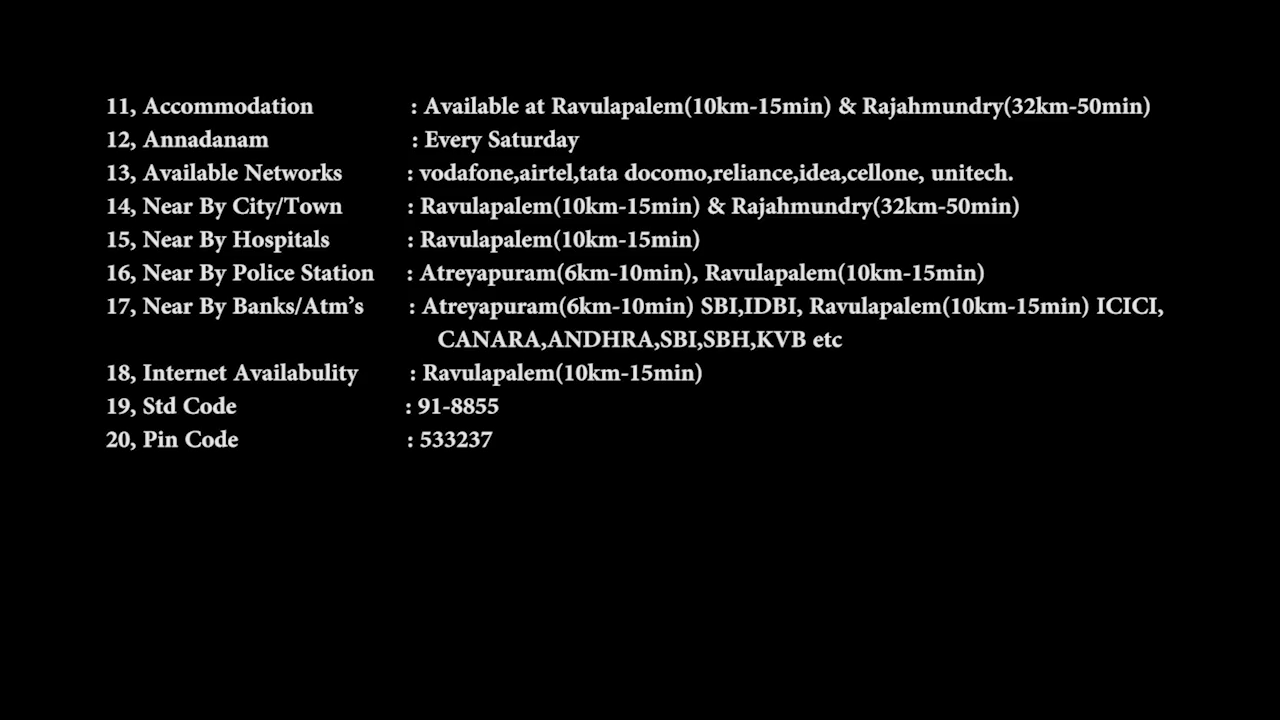 11, Accommodation : Available at Ravulapalem(10km-15min) & Rajahmundry(32km-50min)
12, Annadanam : Every Saturday
13, Available Networks : vodafone,airtel,tata docomo,reliance,idea,cellone, unitech.
14, Near By City/Town : Ravulapalem(10km-15min) & Rajahmundry(32km-50min)
15, Near By Hospitals : Ravulapalem(10km-15min)
16, Near By Police Station : Atreyapuram(6km-10min), Ravulapalem(10km-15min)
17, Near By Banks/Atm’s : Atreyapuram(6km-10min) SBI,IDBI, Ravulapalem(10km-15min) ICICI,
CANARA,ANDHRA,SBI,SBH,KVB etc
18, Internet Availabulity : Ravulapalem(10km-15min)
19, Std Code : 91-8855
20, Pin Code : 533237